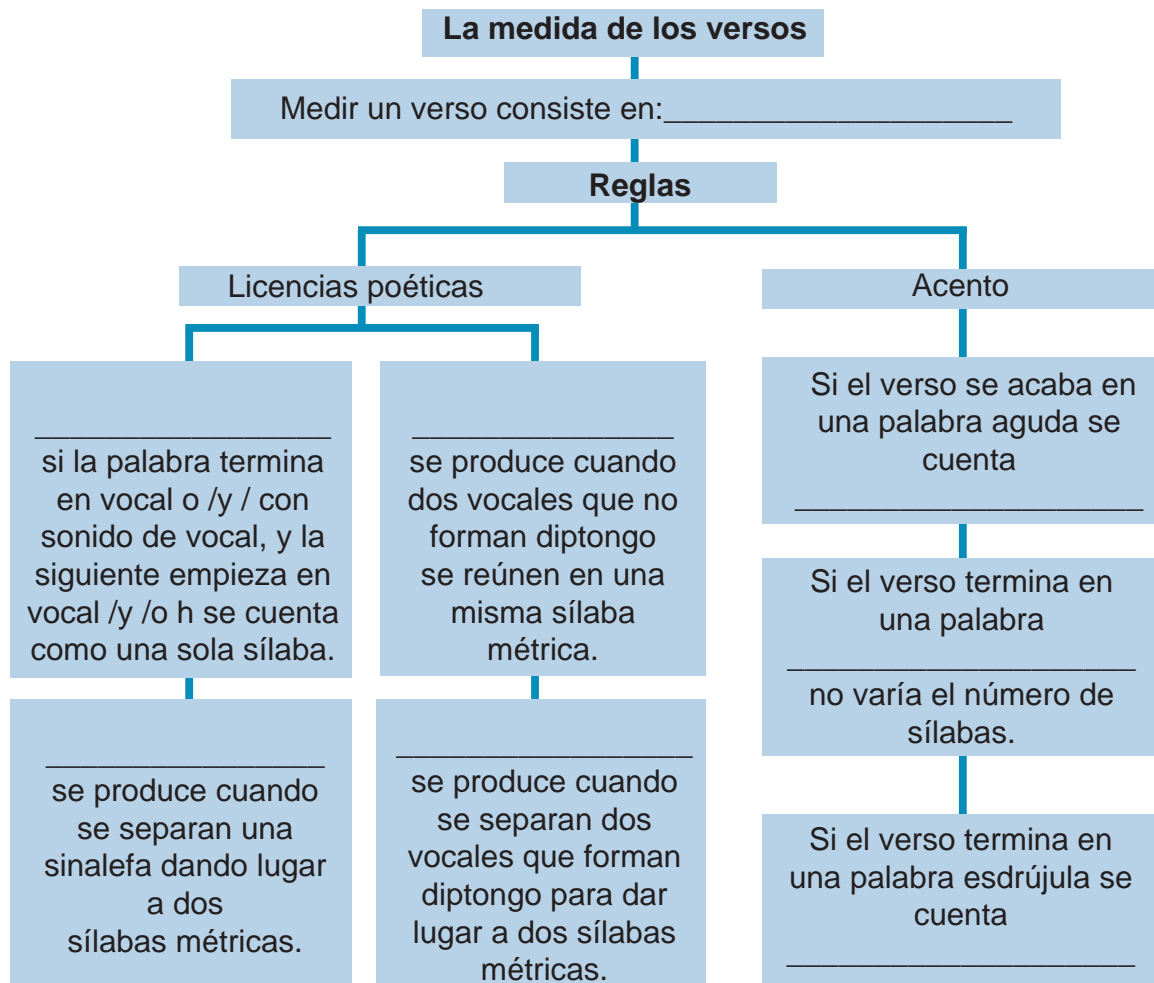 La medida de los versos
Medir un verso consiste en:____________________
Reglas
Licencias poéticas
Acento
_________________
si la palabra termina
en vocal o /y / con
sonido de vocal, y la
siguiente empieza en
vocal /y /o h se cuenta
como una sola sílaba.
_______________
se produce cuando
dos vocales que no
forman diptongo
se reúnen en una
misma sílaba
métrica.
________________
se produce cuando
se separan una
sinalefa dando lugar
a dos
sílabas métricas.
_________________
se produce cuando
se separan dos
vocales que forman
diptongo para dar
lugar a dos sílabas
métricas.
Si el verso se acaba en
una palabra aguda se
cuenta
____________________
Si el verso termina en
una palabra
____________________
no varía el número de
sílabas.
Si el verso termina en
una palabra esdrújula se
cuenta
____________________